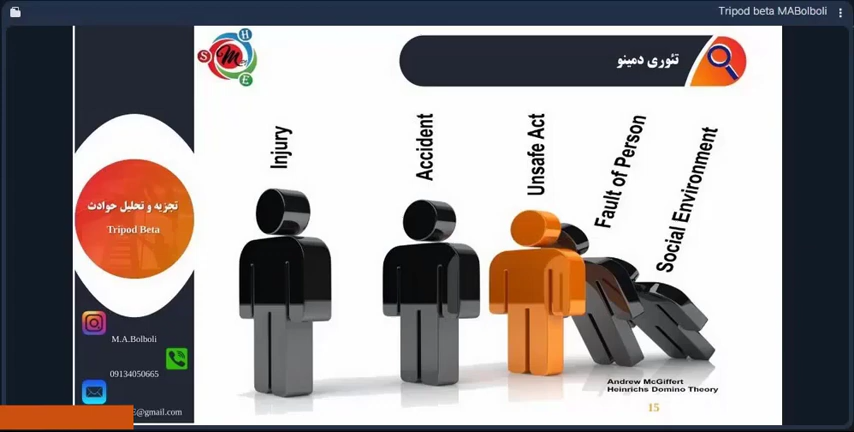 Tripod beta MABolboli
S
H
E
M
تئوری دمینو
Injury
Accident
Unsafe Act
Fault of Person
Social Environment
تجزیه و تحلیل حوادث
Tripod Beta
M.A.Bolboli
09134050665
E@gmail.com
Andrew McGiffert
Heinrichs Domino Theory
15